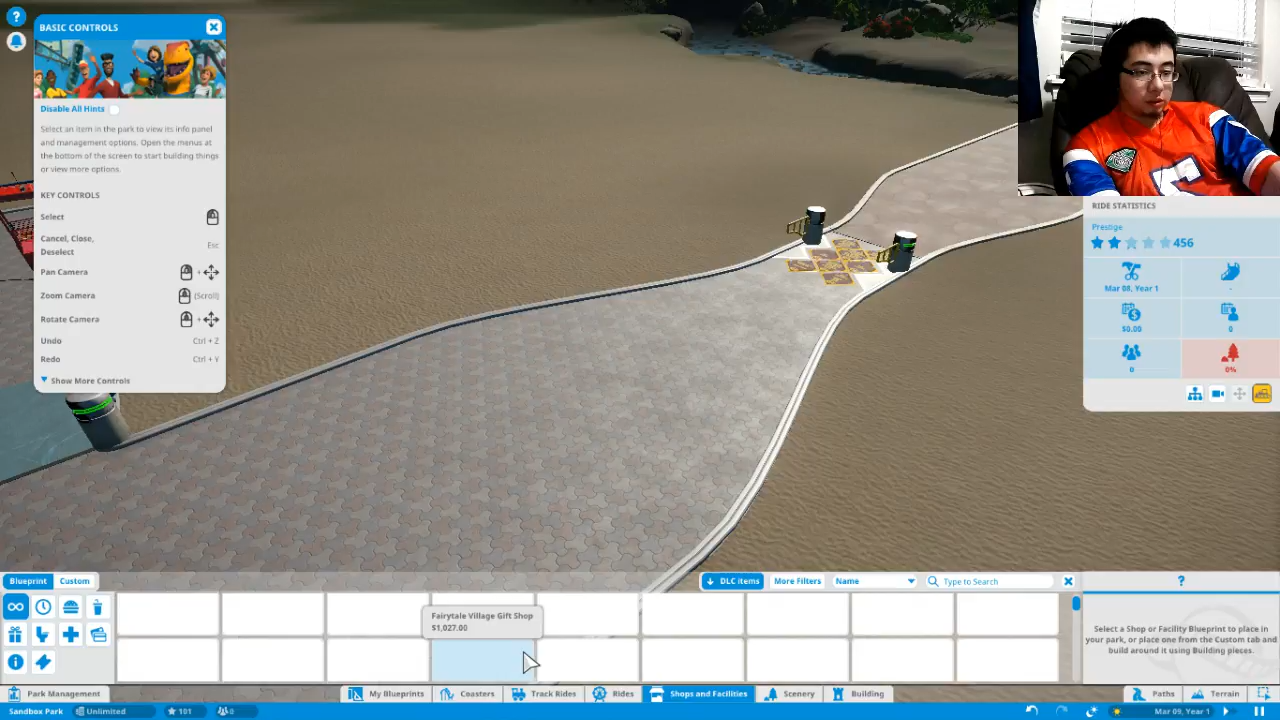 ?
BASIC CONTROLS
Disable All Hints
Select an item in the park to view its info panel
and management options. Open the menus at
the bottom of the screen to start building things
or view more options.
KEY CONTROLS
Select
Cancel, Close,
Deselect
Esc
Pan Camera
+
Zoom Camera
(Scroll)
Rotate Camera
+
Undo
Ctrl + Z
Redo
Ctrl + Y
Show More Controls
RIDE STATISTICS
Prestige
456
Mar 08, Year 1
-
$0.00
0
0
0%
Blueprint
Custom
DLC items
More Filters
Name
Type to Search
?
Fairytale Village Gift Shop
$1,027.00
Select a Shop or Facility Blueprint to place in
your park, or place one from the Custom tab and
build around it using Building pieces.
Park Management
My Blueprints
Coasters
Track Rides
Rides
Shops and Facilities
Scenery
Building
Paths
Terrain
Sandbox Park
Unlimited
101
0
Mar 09, Year 1